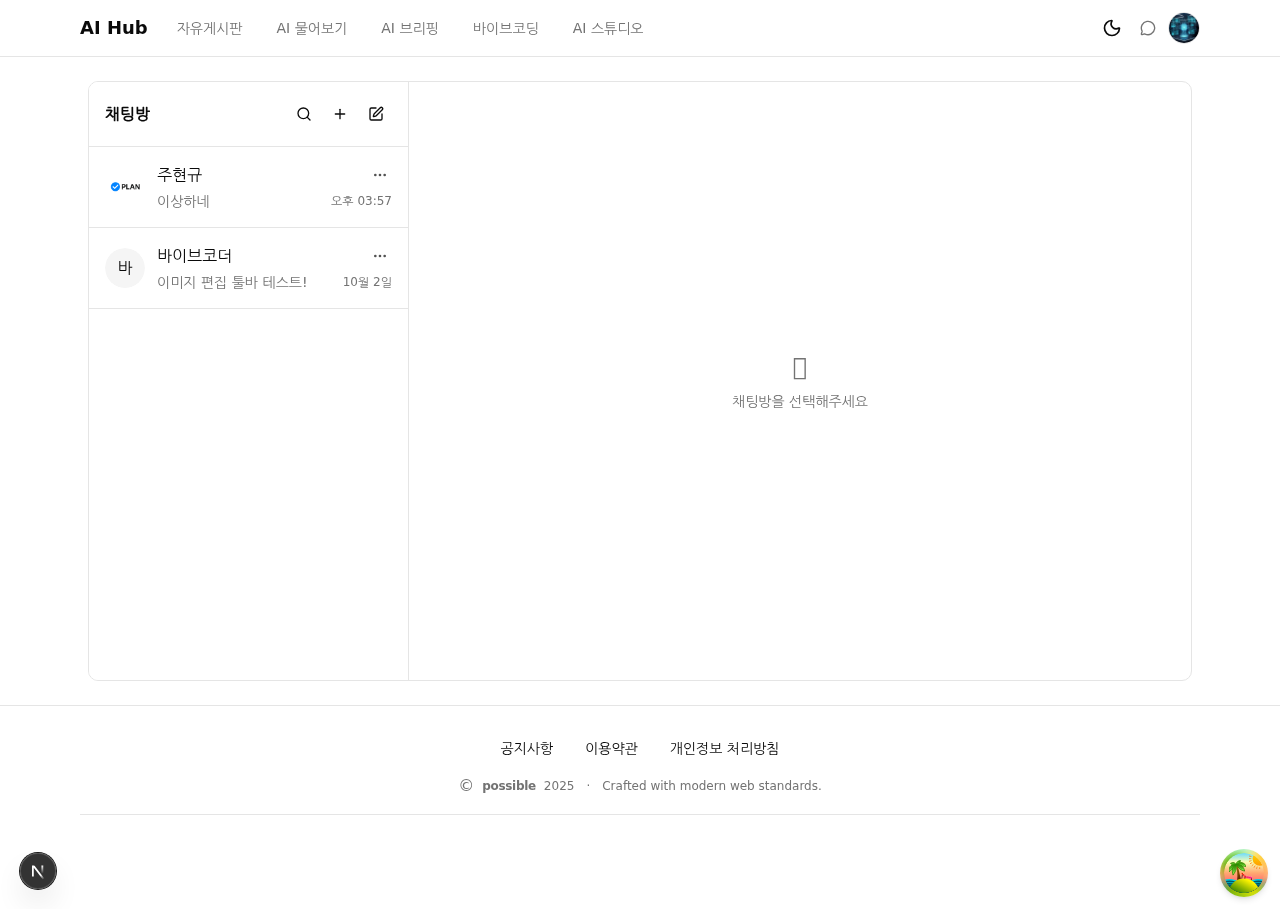 AI Hub 자유게시판 AI 물어보기 AI 브리핑 바이브코딩 AI 스튜디오
채팅방
PLAN
주현규
이상하네 오후 03:57
바
바이브코더
이미지 편집 툴바 테스트! 10월 2일
채팅방을 선택해주세요
공지사항 이용약관 개인정보 처리방침
© possible 2025 · Crafted with modern web standards.
N